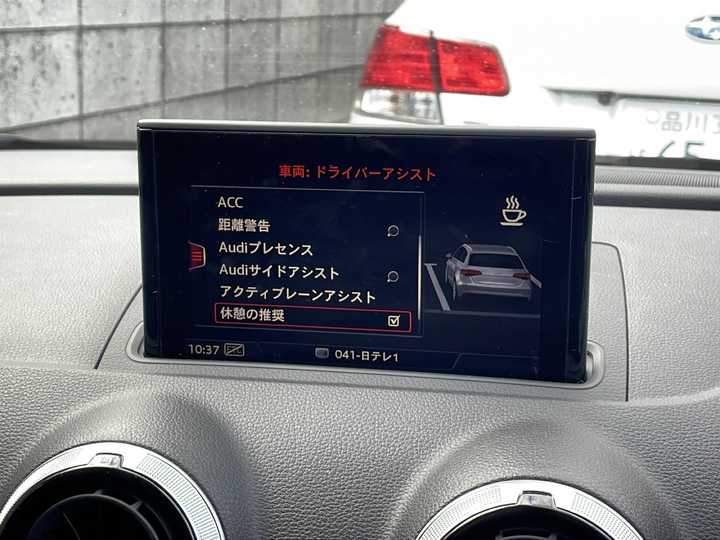 品川
車両: ドライバーアシスト
ACC
距離警告
Audiプレセンス
Audiサイドアシスト
アクティブレーンアシスト
休憩の推奨
10:37 ETC 041-日テレ1